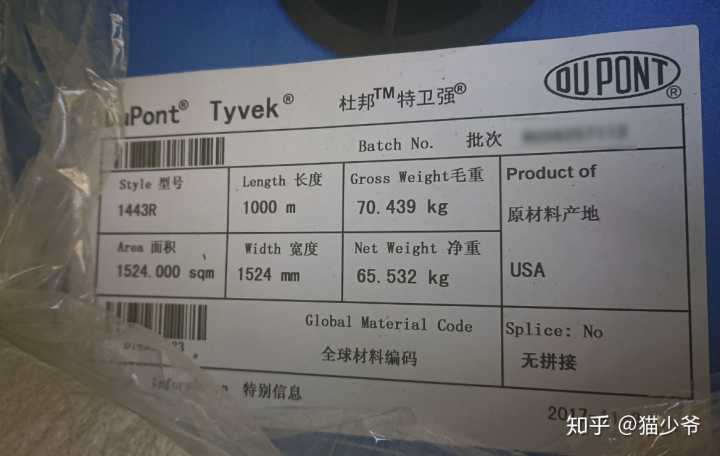 DuPont® Tyvek® 杜邦™特卫强®
DU PONT®
Batch No. 批次
Style 型号
1443R
Length 长度
1000 m
Gross Weight毛重
70.439 kg
Product of
原材料产地
USA
Area 面积
1524.000 sqm
Width 宽度
1524 mm
Net Weight 净重
65.532 kg
Global Material Code
全球材料编码
Splice: No
无拼接
Information 特别信息
2017
知乎 @猫少爷